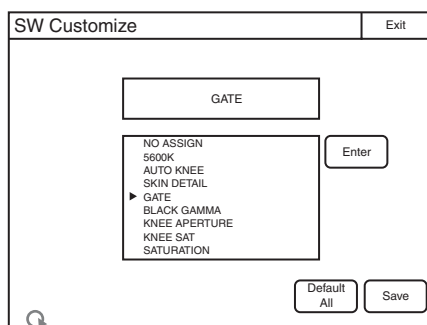 SW Customize
Exit
GATE
NO ASSIGN
5600K
AUTO KNEE
SKIN DETAIL
GATE
BLACK GAMMA
KNEE APERTURE
KNEE SAT
SATURATION
Enter
Default
All
Save